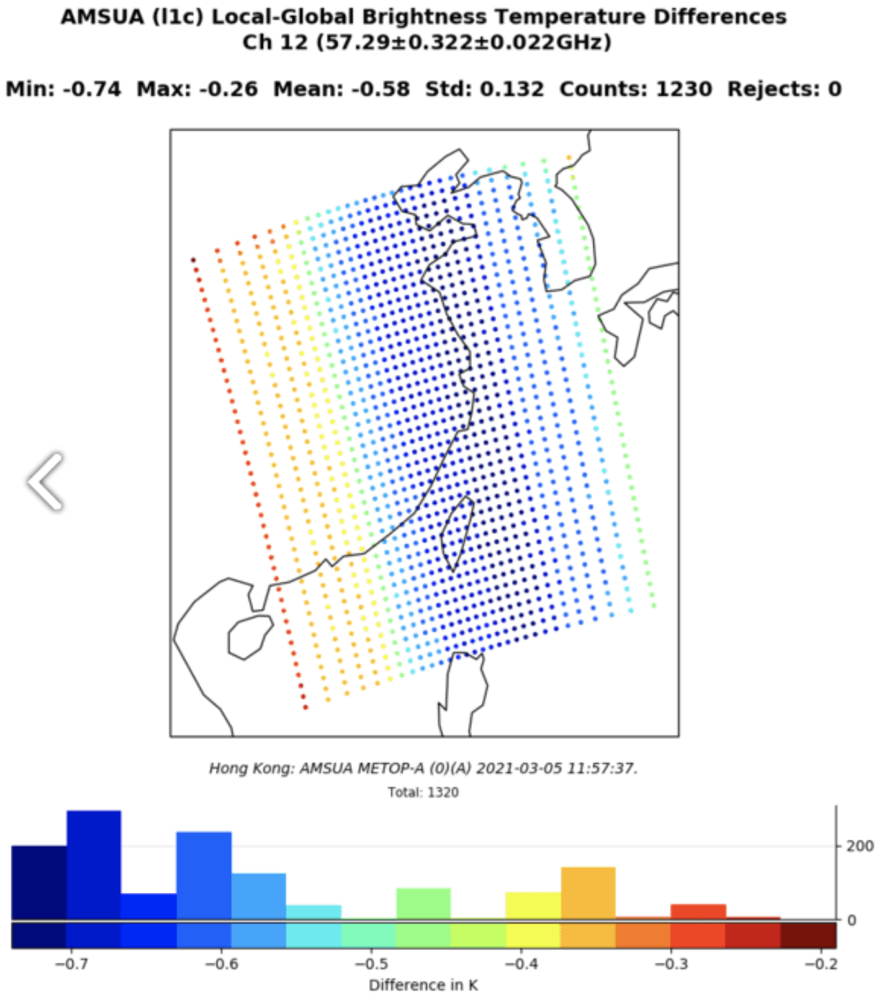 AMSUA (l1c) Local-Global Brightness Temperature Differences
Ch 12 (57.29±0.322±0.022GHz)
Min: -0.74 Max: -0.26 Mean: -0.58 Std: 0.132 Counts: 1230 Rejects: 0
Hong Kong: AMSUA METOP-A (0)(A) 2021-03-05 11:57:37.
Total: 1320
200
0
−0.7 −0.6 −0.5 −0.4 −0.3 −0.2
Difference in K